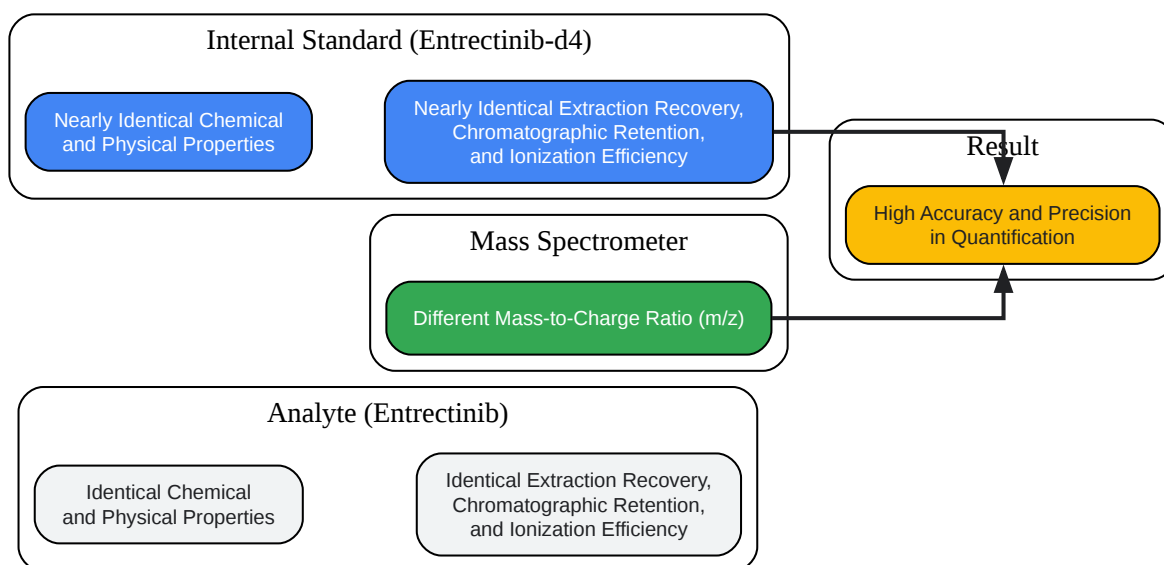 Internal Standard (Entrectinib-d4)
Nearly Identical Chemical
and Physical Properties
Nearly Identical Extraction Recovery,
Chromatographic Retention,
and Ionization Efficiency
Result
High Accuracy and Precision
in Quantification
Mass Spectrometer
Different Mass-to-Charge Ratio (m/z)
Analyte (Entrectinib)
Identical Chemical
and Physical Properties
Identical Extraction Recovery,
Chromatographic Retention,
and Ionization Efficiency